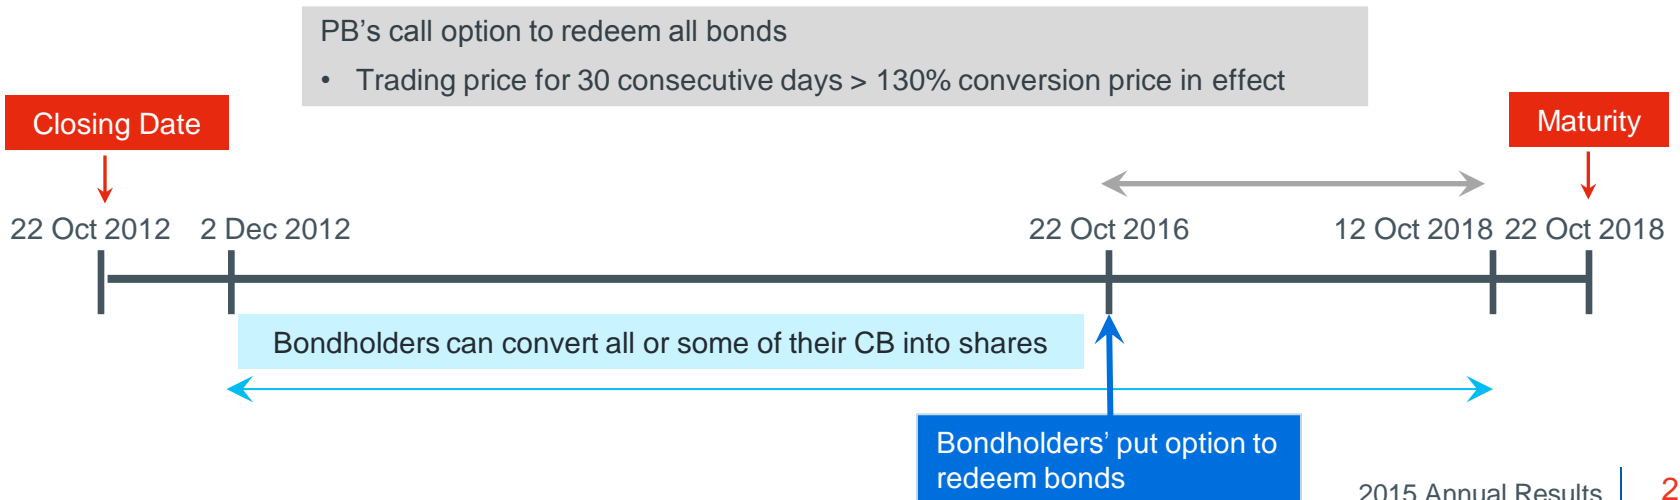 PB’s call option to redeem all bonds
• Trading price for 30 consecutive days > 130% conversion price in effect
Closing Date
Maturity
22 Oct 2012 2 Dec 2012 22 Oct 2016 12 Oct 2018 22 Oct 2018
Bondholders can convert all or some of their CB into shares
Bondholders’ put option to
redeem bonds
2015 Annual Results 2